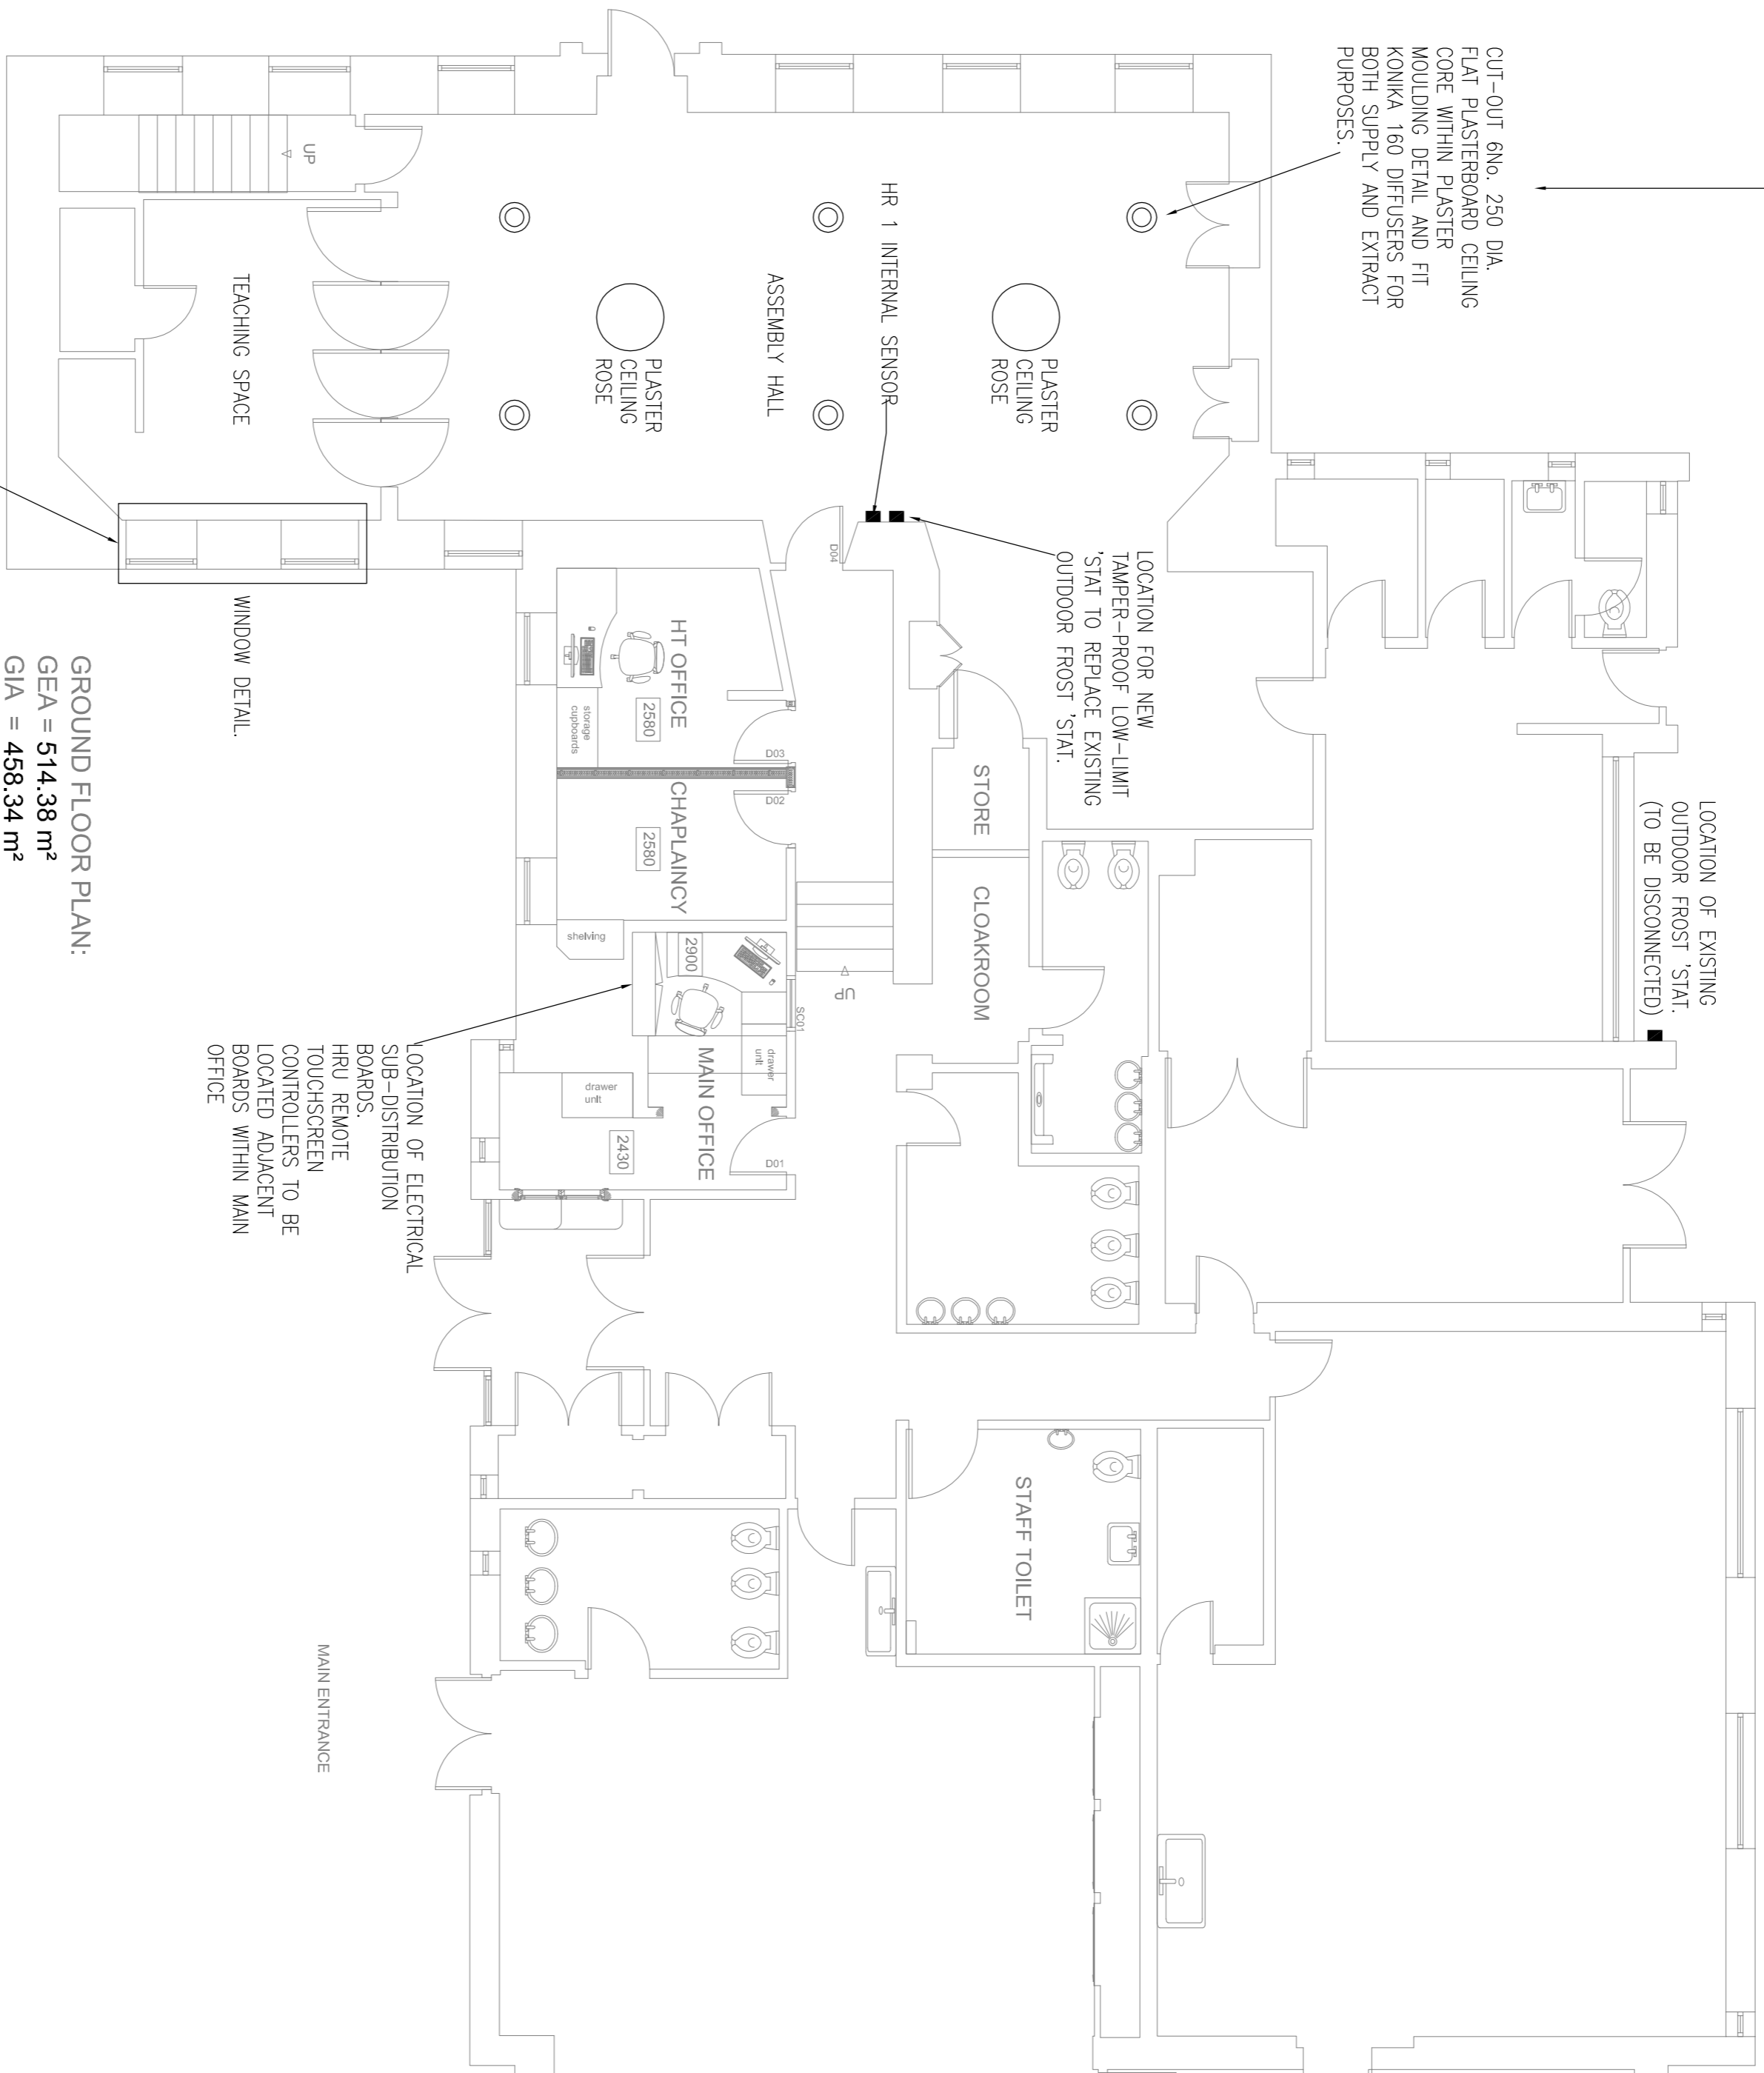 CUT-OUT 6No. 250 DIA.
FLAT PLASTERBOARD CEILING
CORE WITHIN PLASTER
MOULDING DETAIL AND FIT
KONIKA 160 DIFFUSERS FOR
BOTH SUPPLY AND EXTRACT
PURPOSES.
LOCATION OF EXISTING
OUTDOOR FROST 'STAT.
(TO BE DISCONNECTED)
PLASTER
CEILING
ROSE
LOCATION FOR NEW
TAMPER-PROOF LOW-LIMIT
'STAT TO REPLACE EXISTING
OUTDOOR FROST 'STAT.
HR 1 INTERNAL SENSOR
ASSEMBLY HALL
PLASTER
CEILING
ROSE
STORE
CLOAKROOM
STAFF TOILET
UP
D04
D03
D02
SC01
D01
UP
HT OFFICE
2580
storage
cupboards
CHAPLAINCY
2580
shelving
2900
MAIN OFFICE
drawer
unit
drawer
unit
2430
TEACHING SPACE
WINDOW DETAIL.
LOCATION OF ELECTRICAL
SUB-DISTRIBUTION
BOARDS.
HRU REMOTE
TOUCHSCREEN
CONTROLLERS TO BE
LOCATED ADJACENT
BOARDS WITHIN MAIN
OFFICE
MAIN ENTRANCE
GROUND FLOOR PLAN:
GEA = 514.38 m²
GIA = 458.34 m²